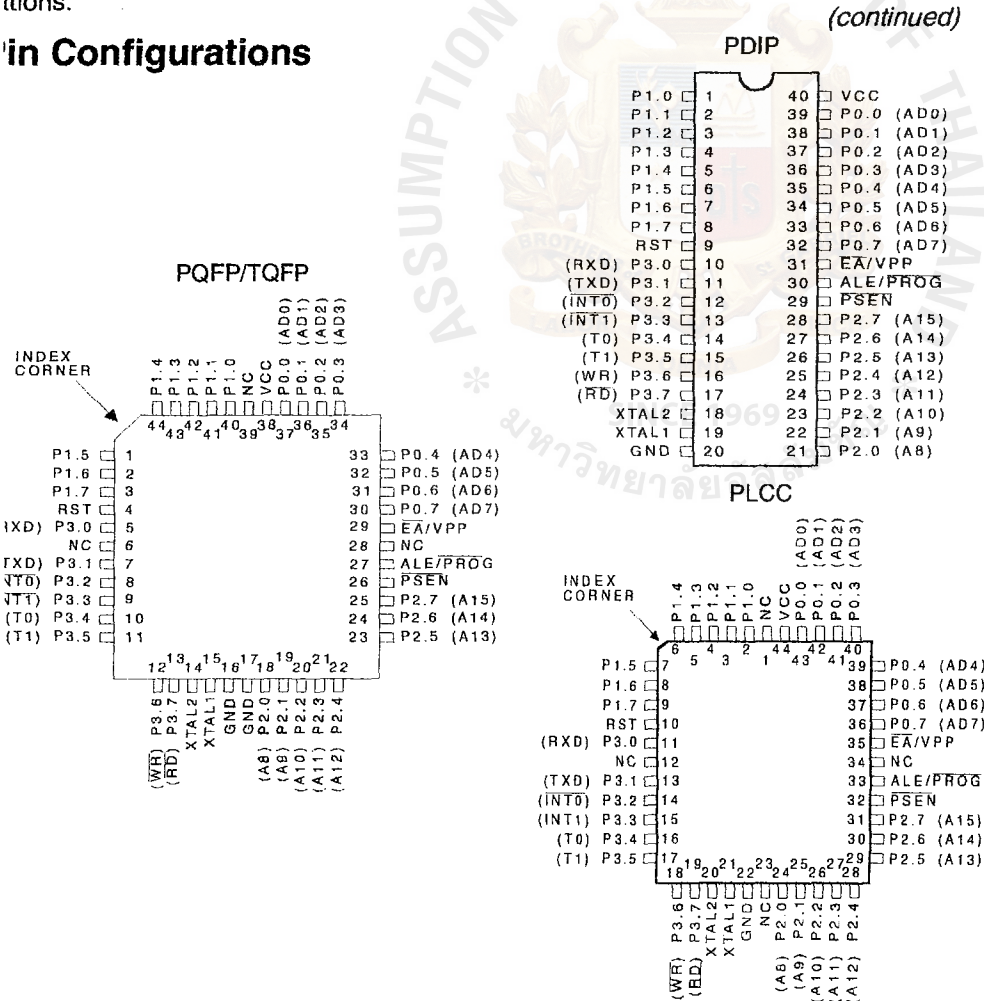 itions.
(continued)
in Configurations
PDIP
P1.0 1 40 VCC
P1.1 2 39 P0.0 (AD0)
P1.2 3 38 P0.1 (AD1)
P1.3 4 37 P0.2 (AD2)
P1.4 5 36 P0.3 (AD3)
P1.5 6 35 P0.4 (AD4)
P1.6 7 34 P0.5 (AD5)
P1.7 8 33 P0.6 (AD6)
RST 9 32 P0.7 (AD7)
(RXD) P3.0 10 31 EA/VPP
(TXD) P3.1 11 30 ALE/PROG
(INT0) P3.2 12 29 PSEN
(INT1) P3.3 13 28 P2.7 (A15)
(T0) P3.4 14 27 P2.6 (A14)
(T1) P3.5 15 26 P2.5 (A13)
(WR) P3.6 16 25 P2.4 (A12)
(RD) P3.7 17 24 P2.3 (A11)
XTAL2 18 23 P2.2 (A10)
XTAL1 19 22 P2.1 (A9)
GND 20 21 P2.0 (A8)
PQFP/TQFP
INDEX
CORNER
P1.4 P1.3 P1.2 P1.1 P1.0 NC VCC P0.0 (AD0) P0.1 (AD1) P0.2 (AD2) P0.3 (AD3)
44 43 42 41 40 39 38 37 36 35 34
P1.5 1 33 P0.4 (AD4)
P1.6 2 32 P0.5 (AD5)
P1.7 3 31 P0.6 (AD6)
RST 4 30 P0.7 (AD7)
XD) P3.0 5 29 EA/VPP
NC 6 28 NC
TXD) P3.1 7 27 ALE/PROG
NT0) P3.2 8 26 PSEN
NT1) P3.3 9 25 P2.7 (A15)
(T0) P3.4 10 24 P2.6 (A14)
(T1) P3.5 11 23 P2.5 (A13)
12 13 14 15 16 17 18 19 20 21 22
(WR) P3.6 (RD) P3.7 XTAL2 XTAL1 GND GND (A8) P2.0 (A9) P2.1 (A10) P2.2 (A11) P2.3 (A12) P2.4
PLCC
INDEX
CORNER
P1.4 P1.3 P1.2 P1.1 P1.0 NC VCC P0.0 (AD0) P0.1 (AD1) P0.2 (AD2) P0.3 (AD3)
6 5 4 3 2 1 44 43 42 41 40
P1.5 7 39 P0.4 (AD4)
P1.6 8 38 P0.5 (AD5)
P1.7 9 37 P0.6 (AD6)
RST 10 36 P0.7 (AD7)
(RXD) P3.0 11 35 EA/VPP
NC 12 34 NC
(TXD) P3.1 13 33 ALE/PROG
(INT0) P3.2 14 32 PSEN
(INT1) P3.3 15 31 P2.7 (A15)
(T0) P3.4 16 30 P2.6 (A14)
(T1) P3.5 17 29 P2.5 (A13)
18 19 20 21 22 23 24 25 26 27 28
(WR) P3.6 (RD) P3.7 XTAL2 XTAL1 GND NC (A8) P2.0 (A9) P2.1 (A10) P2.2 (A11) P2.3 (A12) P2.4
ASSUMPTION
OF THAILAND
SINCE 1969